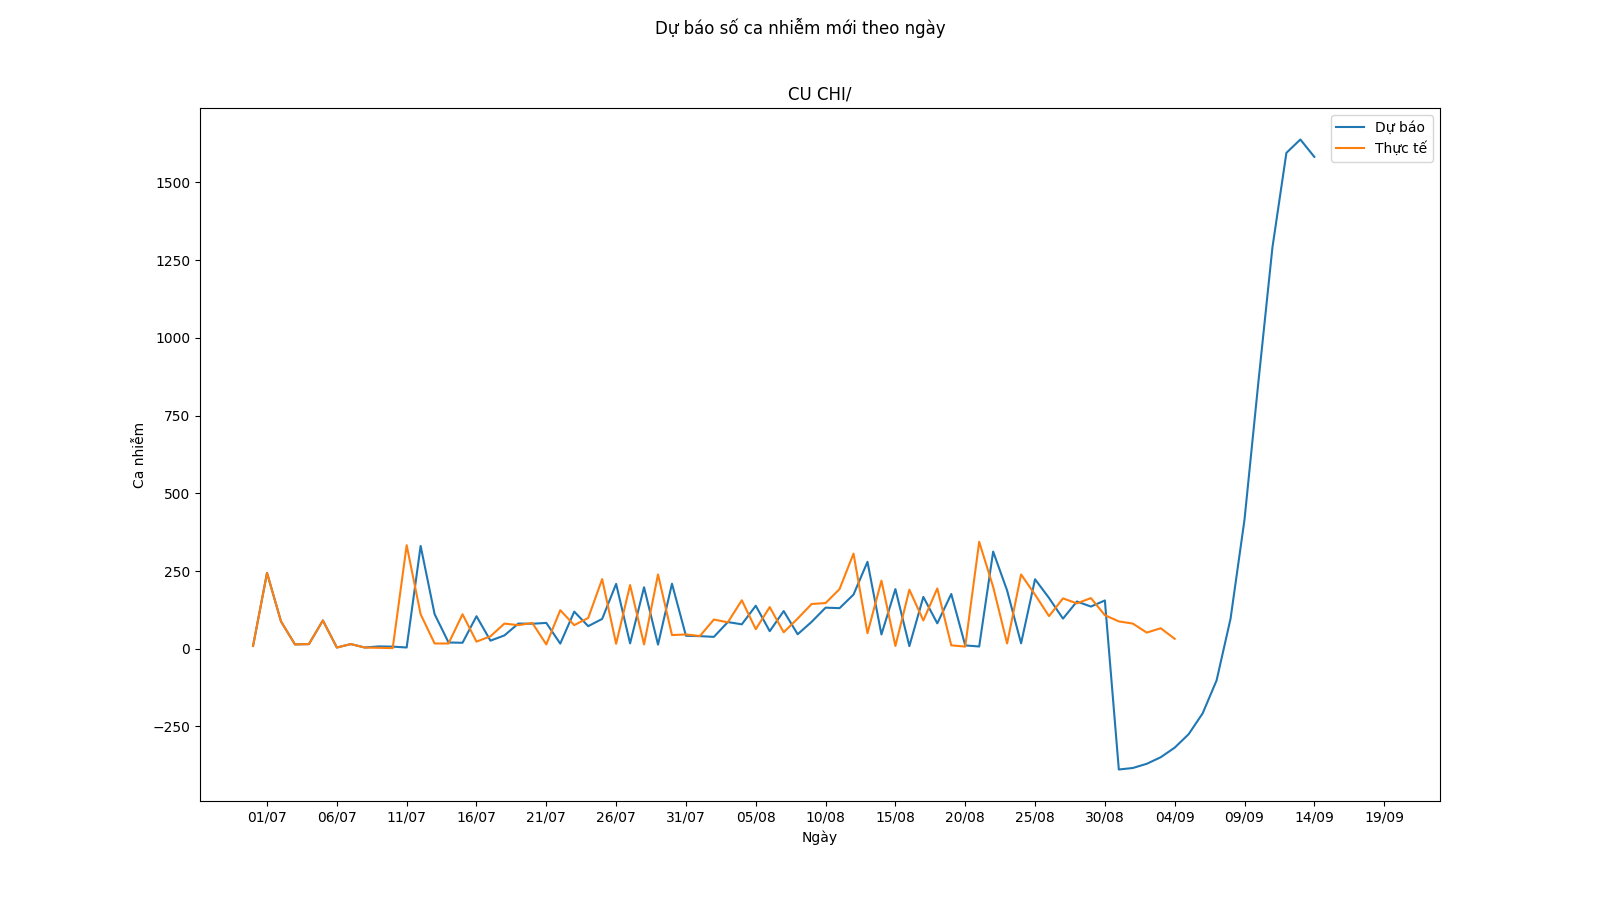 Dự báo số ca nhiễm mới theo ngày
CU CHI/
Dự báo
Thực tế
1500
1250
1000
750
500
250
0
−250
Ca nhiễm
01/07 06/07 11/07 16/07 21/07 26/07 31/07 05/08 10/08 15/08 20/08 25/08 30/08 04/09 09/09 14/09 19/09
Ngày